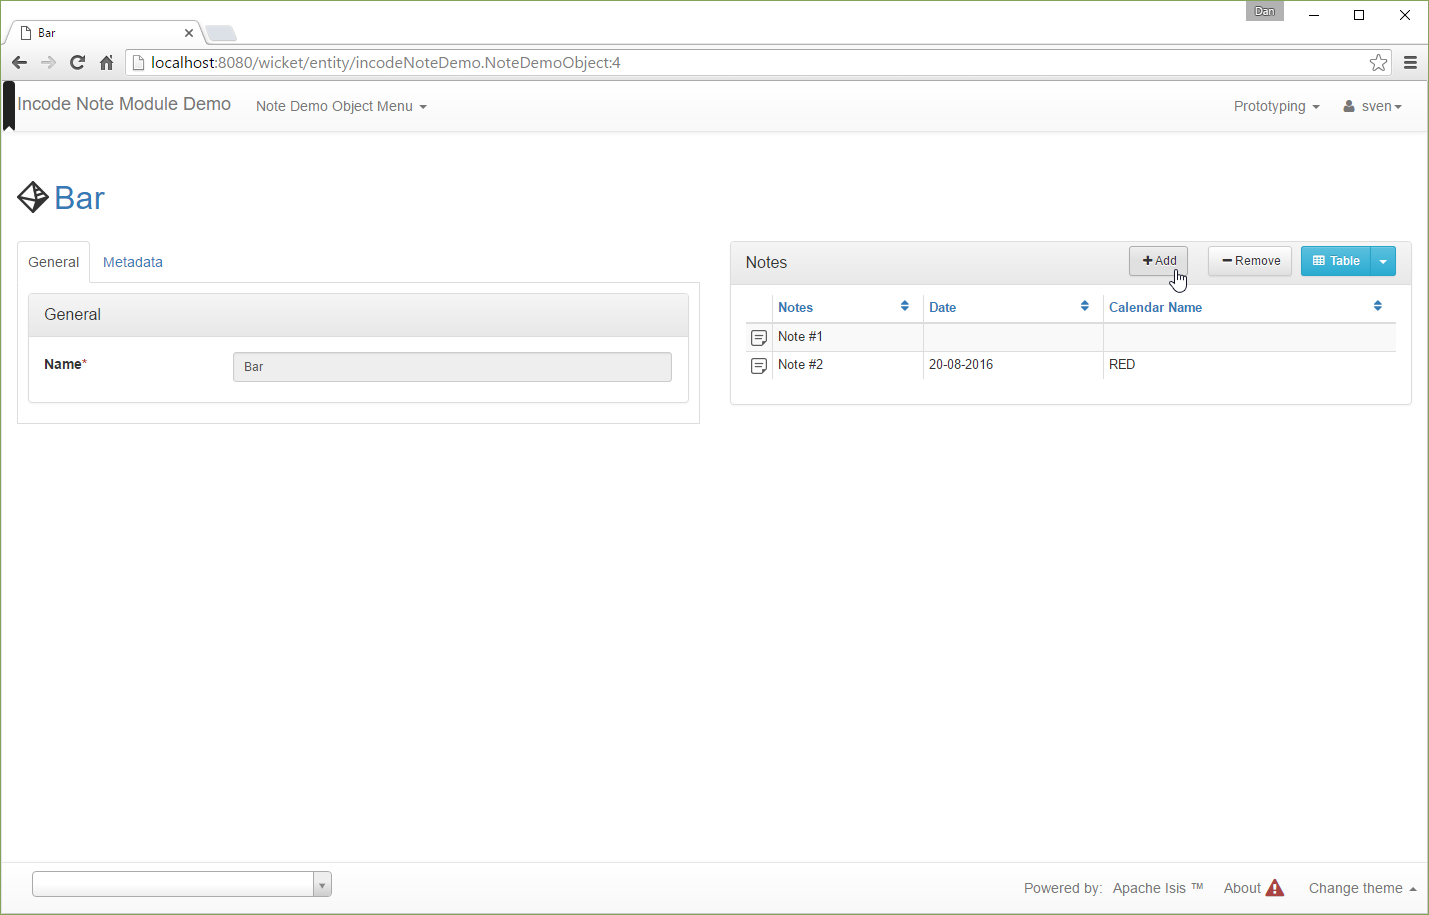 Dan
Bar
localhost:8080/wicket/entity/incodeNoteDemo.NoteDemoObject:4
Incode Note Module Demo Note Demo Object Menu Prototyping sven
Bar
General Metadata
General
Name* Bar
Notes Add Remove Table
Notes Date Calendar Name
Note #1
Note #2 20-08-2016 RED
Powered by: Apache Isis ™ About Change theme